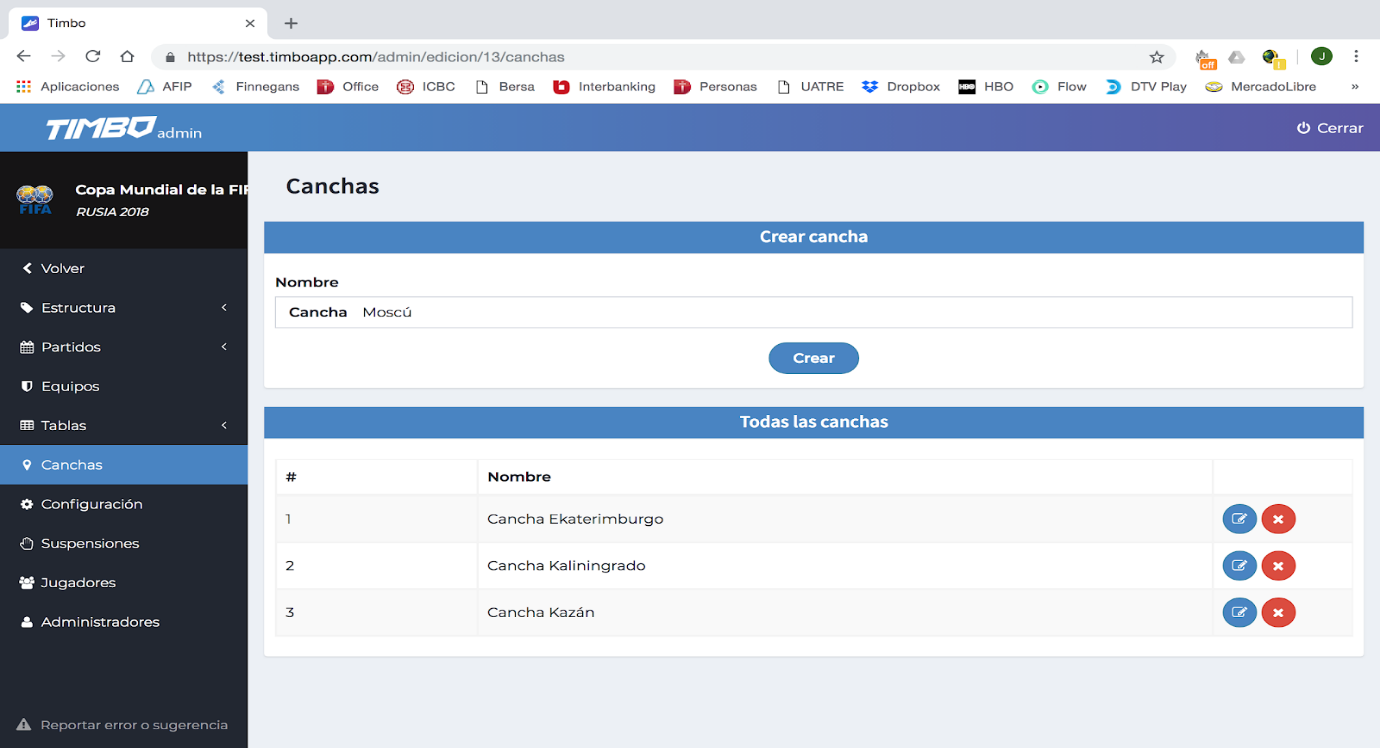 Timbo
https://test.timboapp.com/admin/edicion/13/canchas
off
J
Aplicaciones AFIP Finnegans Office ICBC Bersa Interbanking Personas UATRE Dropbox HBO HBO Flow DTV Play MercadoLibre »
TIMBO admin
Cerrar
FIFA
Copa Mundial de la FIF
RUSIA 2018
Volver
Estructura
Partidos
Equipos
Tablas
Canchas
Configuración
Suspensiones
Jugadores
Administradores
Reportar error o sugerencia
Canchas
Crear cancha
Nombre
Cancha Moscú
Crear
Todas las canchas
# Nombre
1 Cancha Ekaterimburgo
2 Cancha Kaliningrado
3 Cancha Kazán